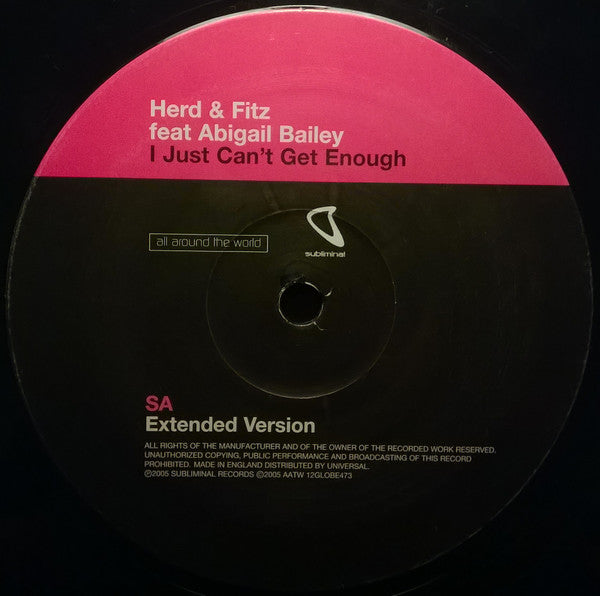 Herd & Fitz
feat Abigail Bailey
I Just Can't Get Enough
all around the world
subliminal
SA
Extended Version
ALL RIGHTS OF THE MANUFACTURER AND OF THE OWNER OF THE RECORDED WORK RESERVED.
UNAUTHORIZED COPYING, PUBLIC PERFORMANCE AND BROADCASTING OF THIS RECORD
PROHIBITED. MADE IN ENGLAND DISTRIBUTED BY UNIVERSAL.
℗2005 SUBLIMINAL RECORDS ©2005 AATW 12GLOBE473